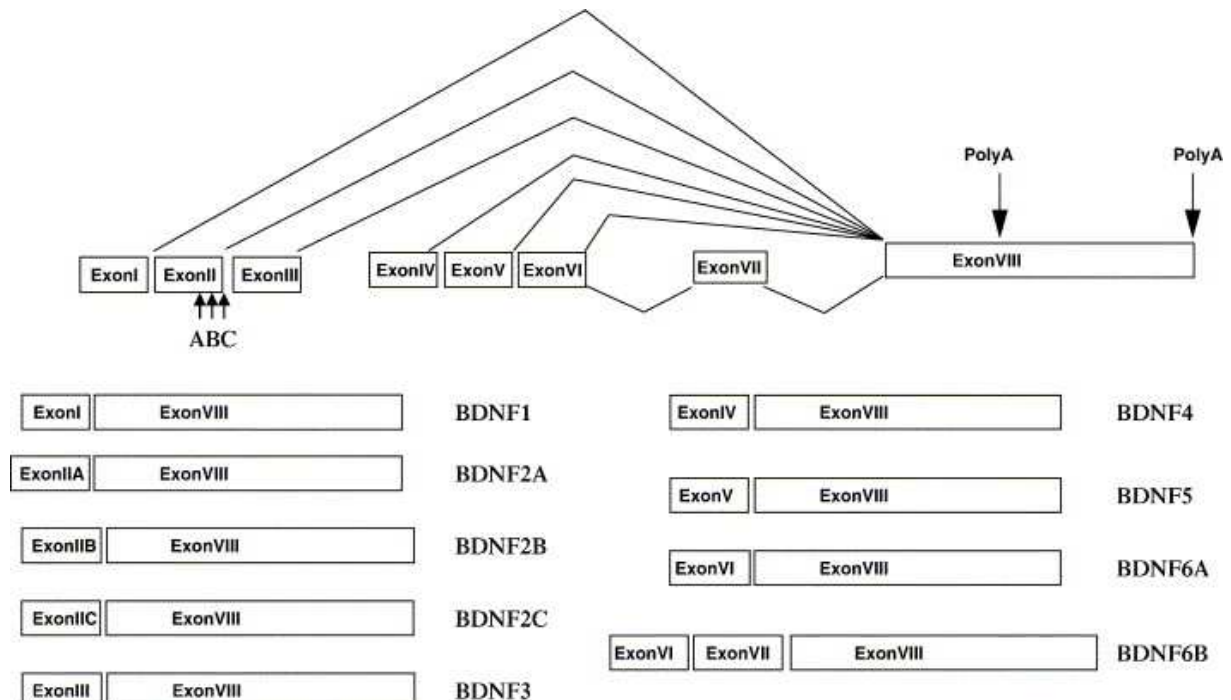 PolyA PolyA
ExonI ExonII ExonIII ExonIV ExonV ExonVI ExonVII ExonVIII
ABC
ExonI ExonVIII BDNF1
ExonIIA ExonVIII BDNF2A
ExonIIB ExonVIII BDNF2B
ExonIIC ExonVIII BDNF2C
ExonIII ExonVIII BDNF3
ExonIV ExonVIII BDNF4
ExonV ExonVIII BDNF5
ExonVI ExonVIII BDNF6A
ExonVI ExonVII ExonVIII BDNF6B